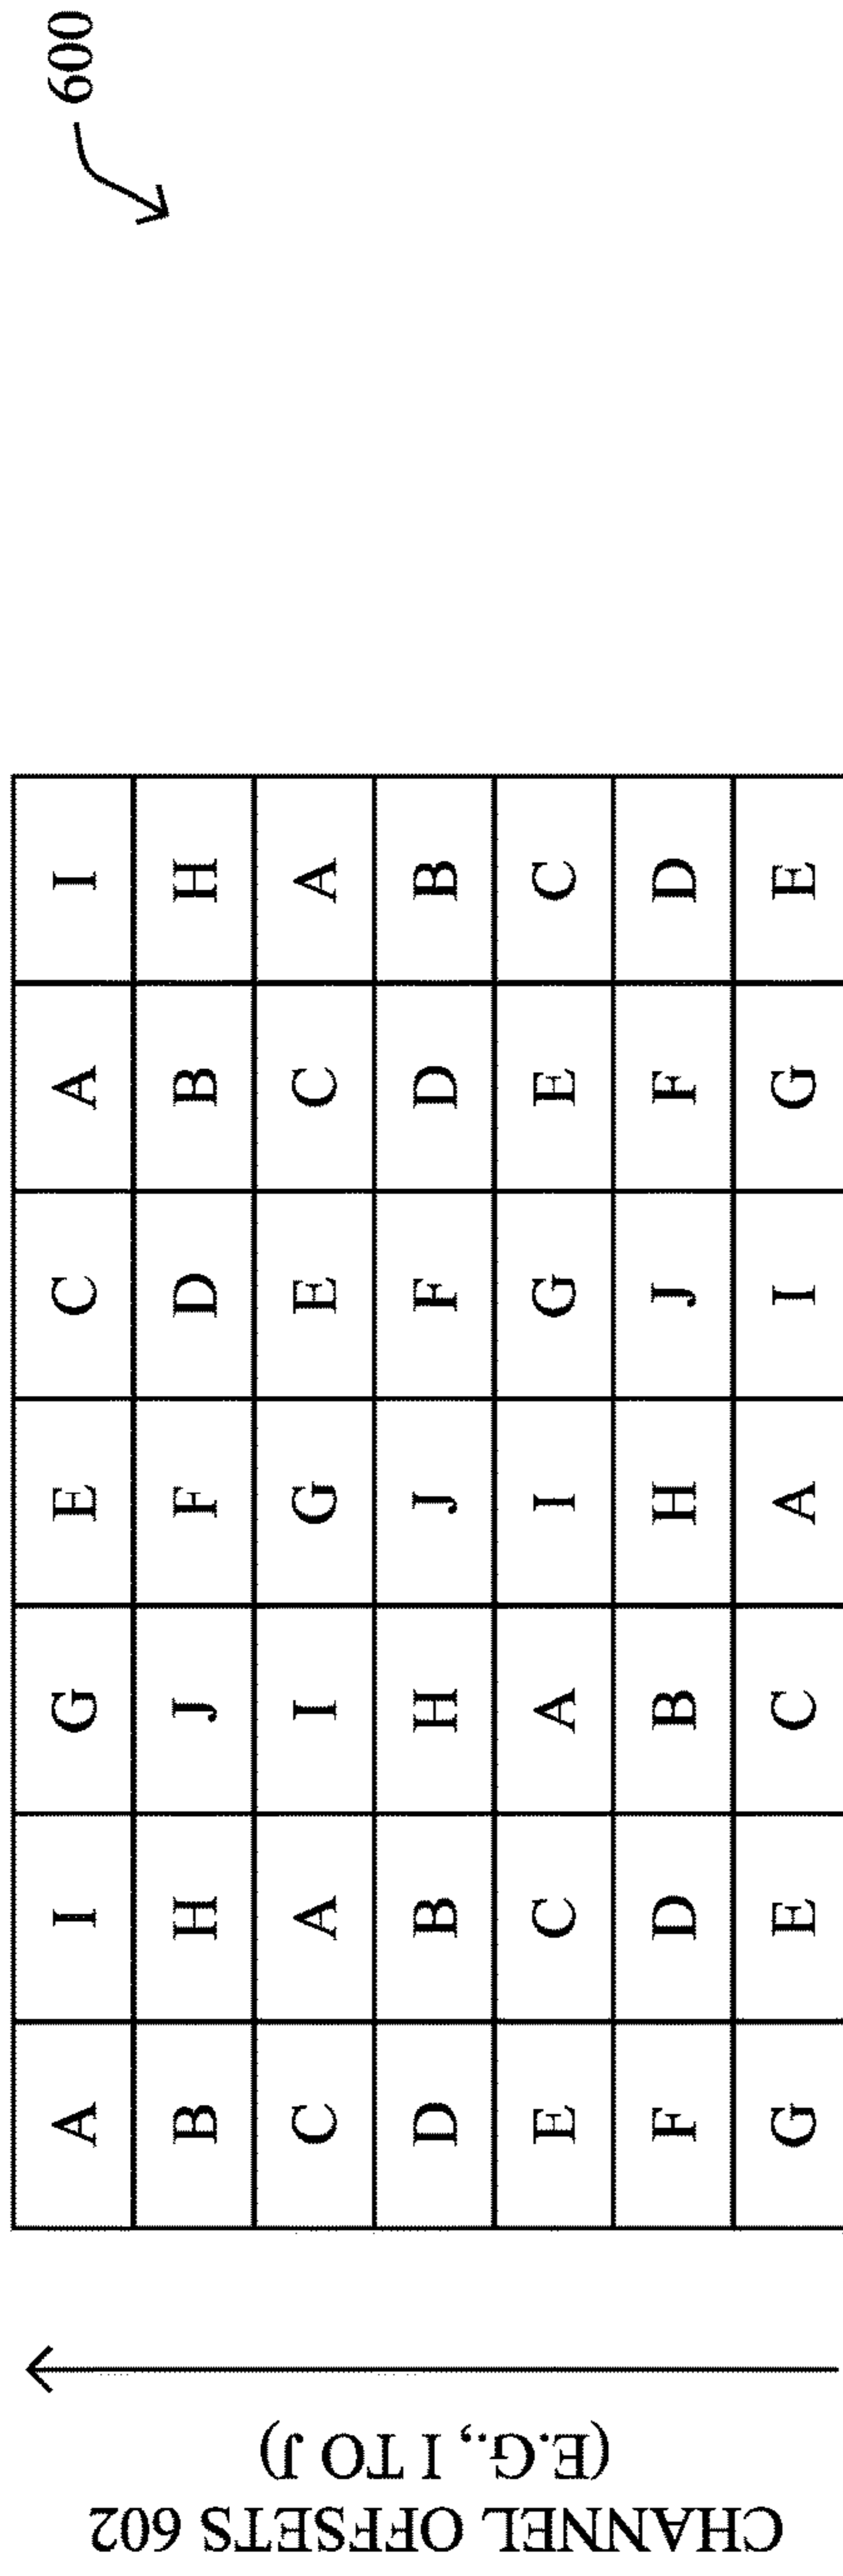 600
CHANNEL OFFSETS 602
(E.G., I TO J)
A I G E C A I
B H J F D B H
C A I G E C A
D B H J F D B
E C A I G E C
F D B H J F D
G E C A I G E